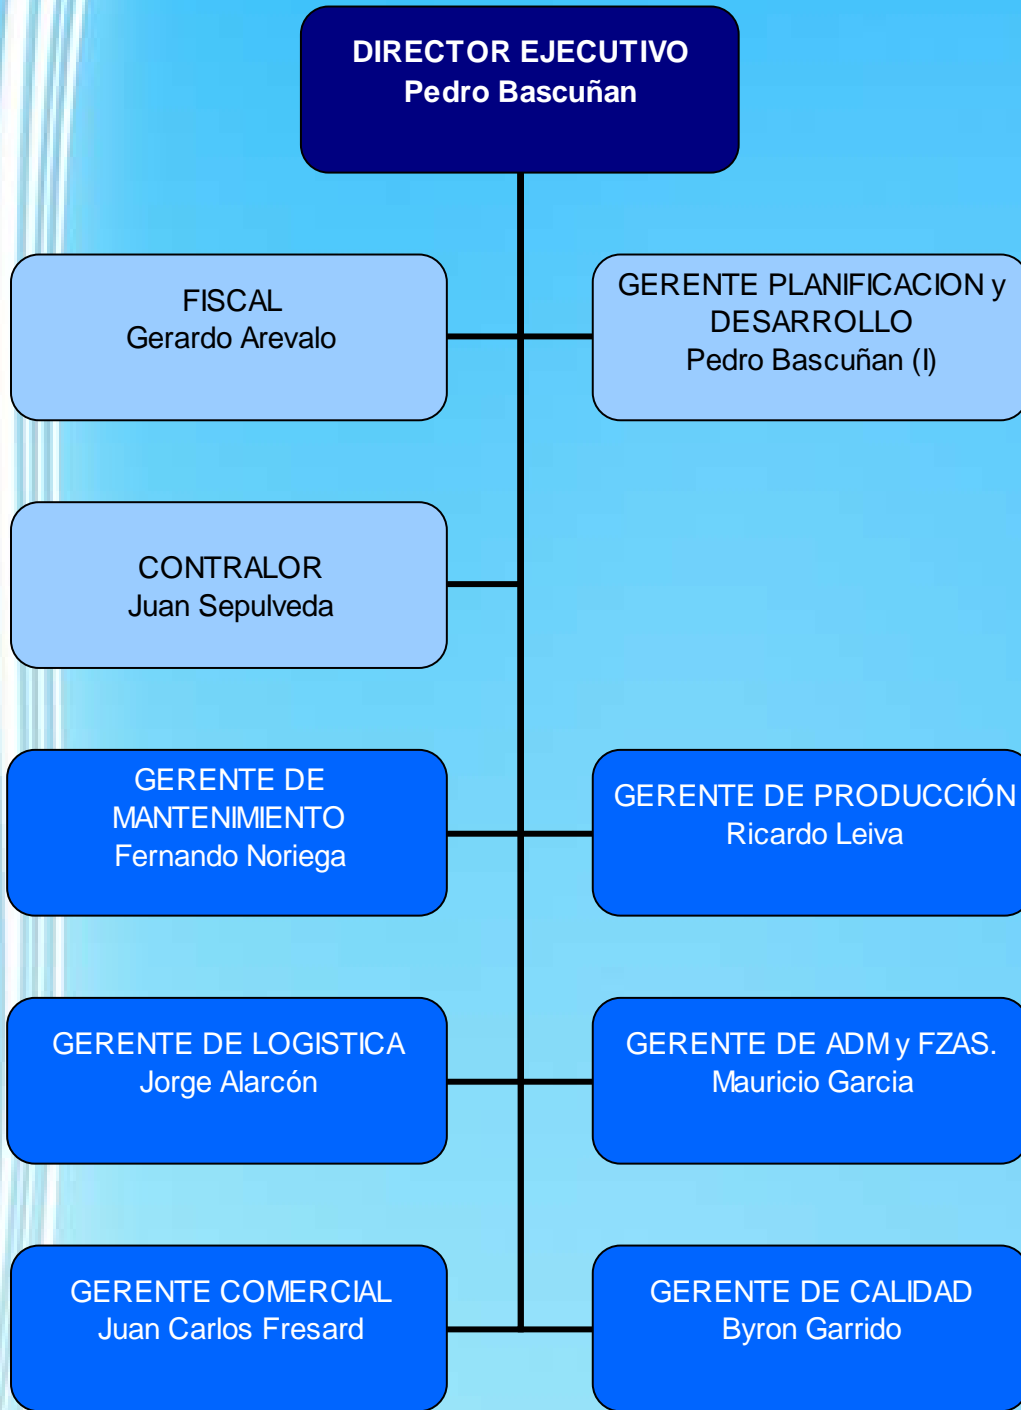 DIRECTOR EJECUTIVO
Pedro Bascuñan
FISCAL
Gerardo Arevalo
GERENTE PLANIFICACION y
DESARROLLO
Pedro Bascuñan (I)
CONTRALOR
Juan Sepulveda
GERENTE DE
MANTENIMIENTO
Fernando Noriega
GERENTE DE PRODUCCIÓN
Ricardo Leiva
GERENTE DE LOGISTICA
Jorge Alarcón
GERENTE DE ADM y FZAS.
Mauricio Garcia
GERENTE COMERCIAL
Juan Carlos Fresard
GERENTE DE CALIDAD
Byron Garrido